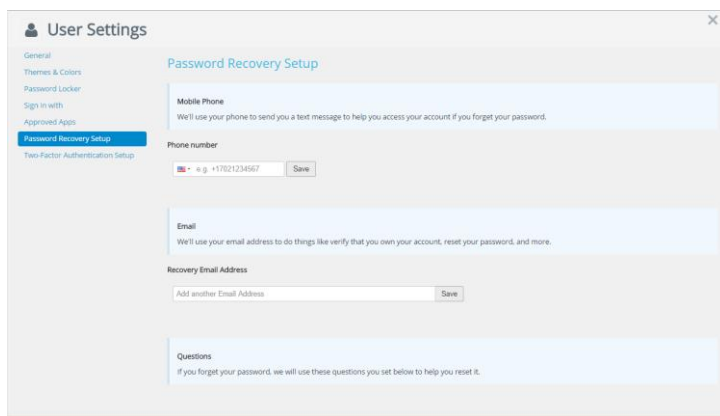 User Settings
General
Themes & Colors
Password Locker
Sign in with
Approved Apps
Password Recovery Setup
Two-Factor Authentication Setup
Password Recovery Setup
Mobile Phone
We'll use your phone to send you a text message to help you access your account if you forget your password.
Phone number
e.g. +17021234567 Save
Email
We'll use your email address to do things like verify that you own your account, reset your password, and more.
Recovery Email Address
Add another Email Address Save
Questions
If you forget your password, we will use these questions you set below to help you reset it.